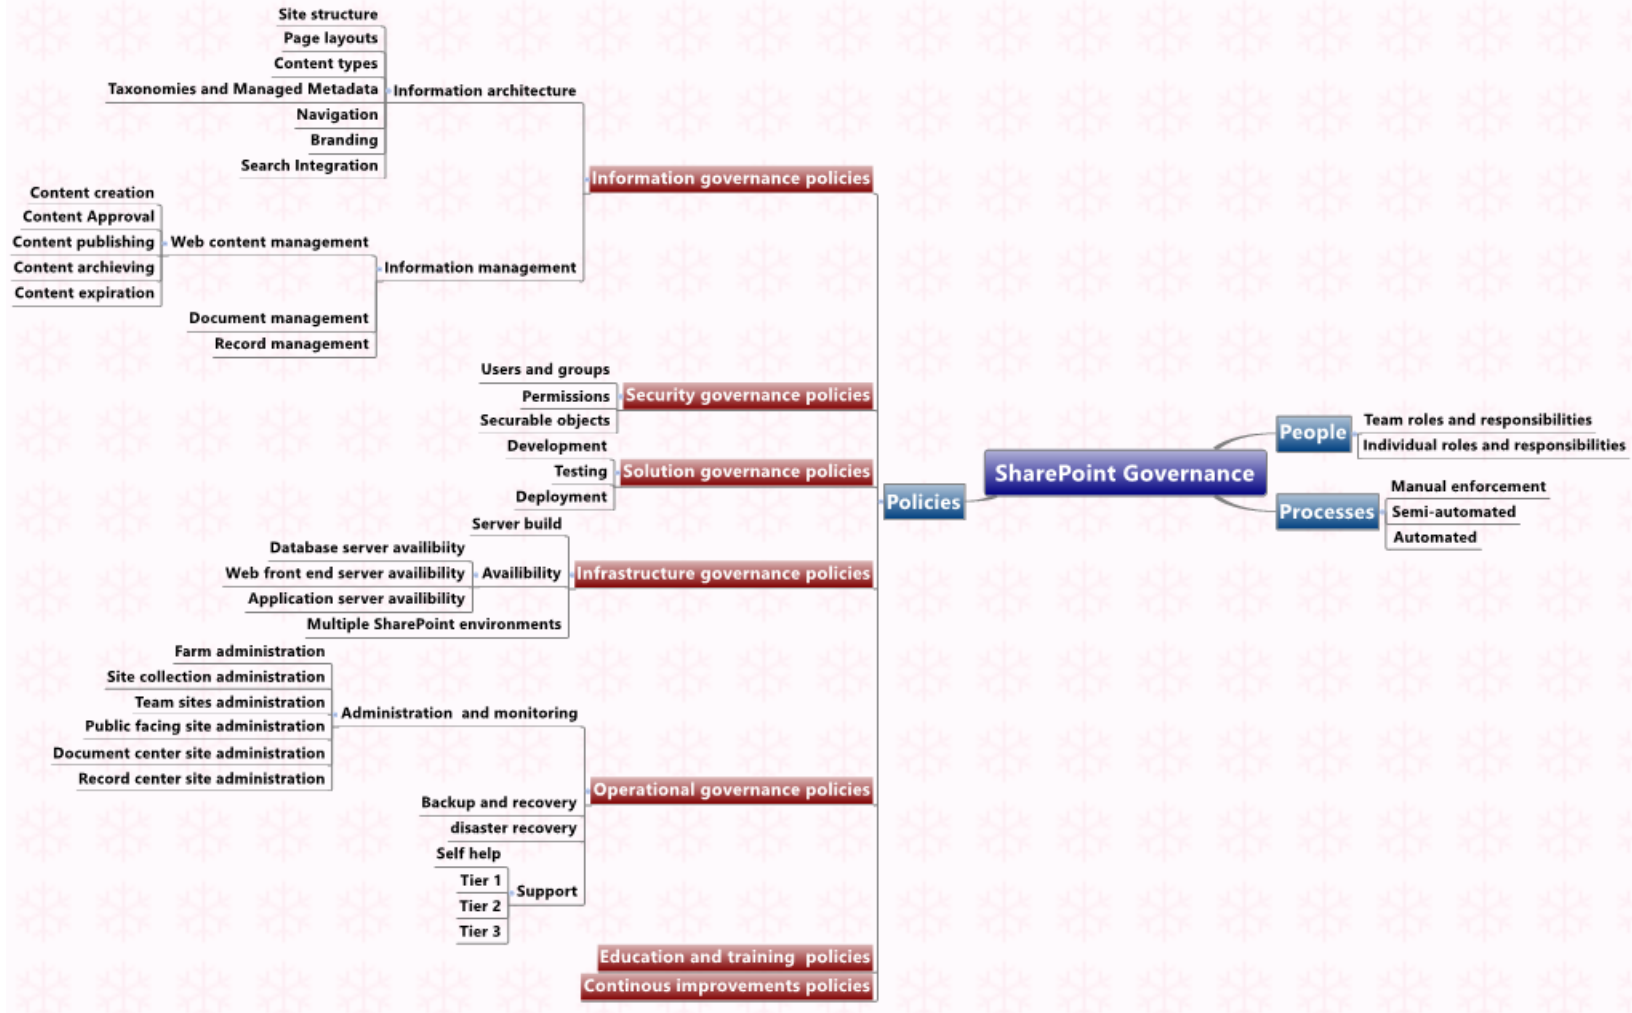 Site structure
Page layouts
Content types
Taxonomies and Managed Metadata
Information architecture
Navigation
Branding
Search Integration
Information governance policies
Content creation
Content Approval
Content publishing
Web content management
Content archieving
Information management
Content expiration
Document management
Record management
Users and groups
Permissions
Security governance policies
Securable objects
Development
Testing
Solution governance policies
Deployment
Server build
Database server availibiity
Web front end server availibility
Availibility
Infrastructure governance policies
Application server availibility
Multiple SharePoint environments
Farm administration
Site collection administration
Team sites administration
Administration  and monitoring
Public facing site administration
Document center site administration
Record center site administration
Operational governance policies
Backup and recovery
disaster recovery
Self help
Tier 1
Support
Tier 2
Tier 3
Education and training  policies
Continous improvements policies
Policies
SharePoint Governance
People
Team roles and responsibilities
Individual roles and responsibilities
Processes
Manual enforcement
Semi-automated
Automated